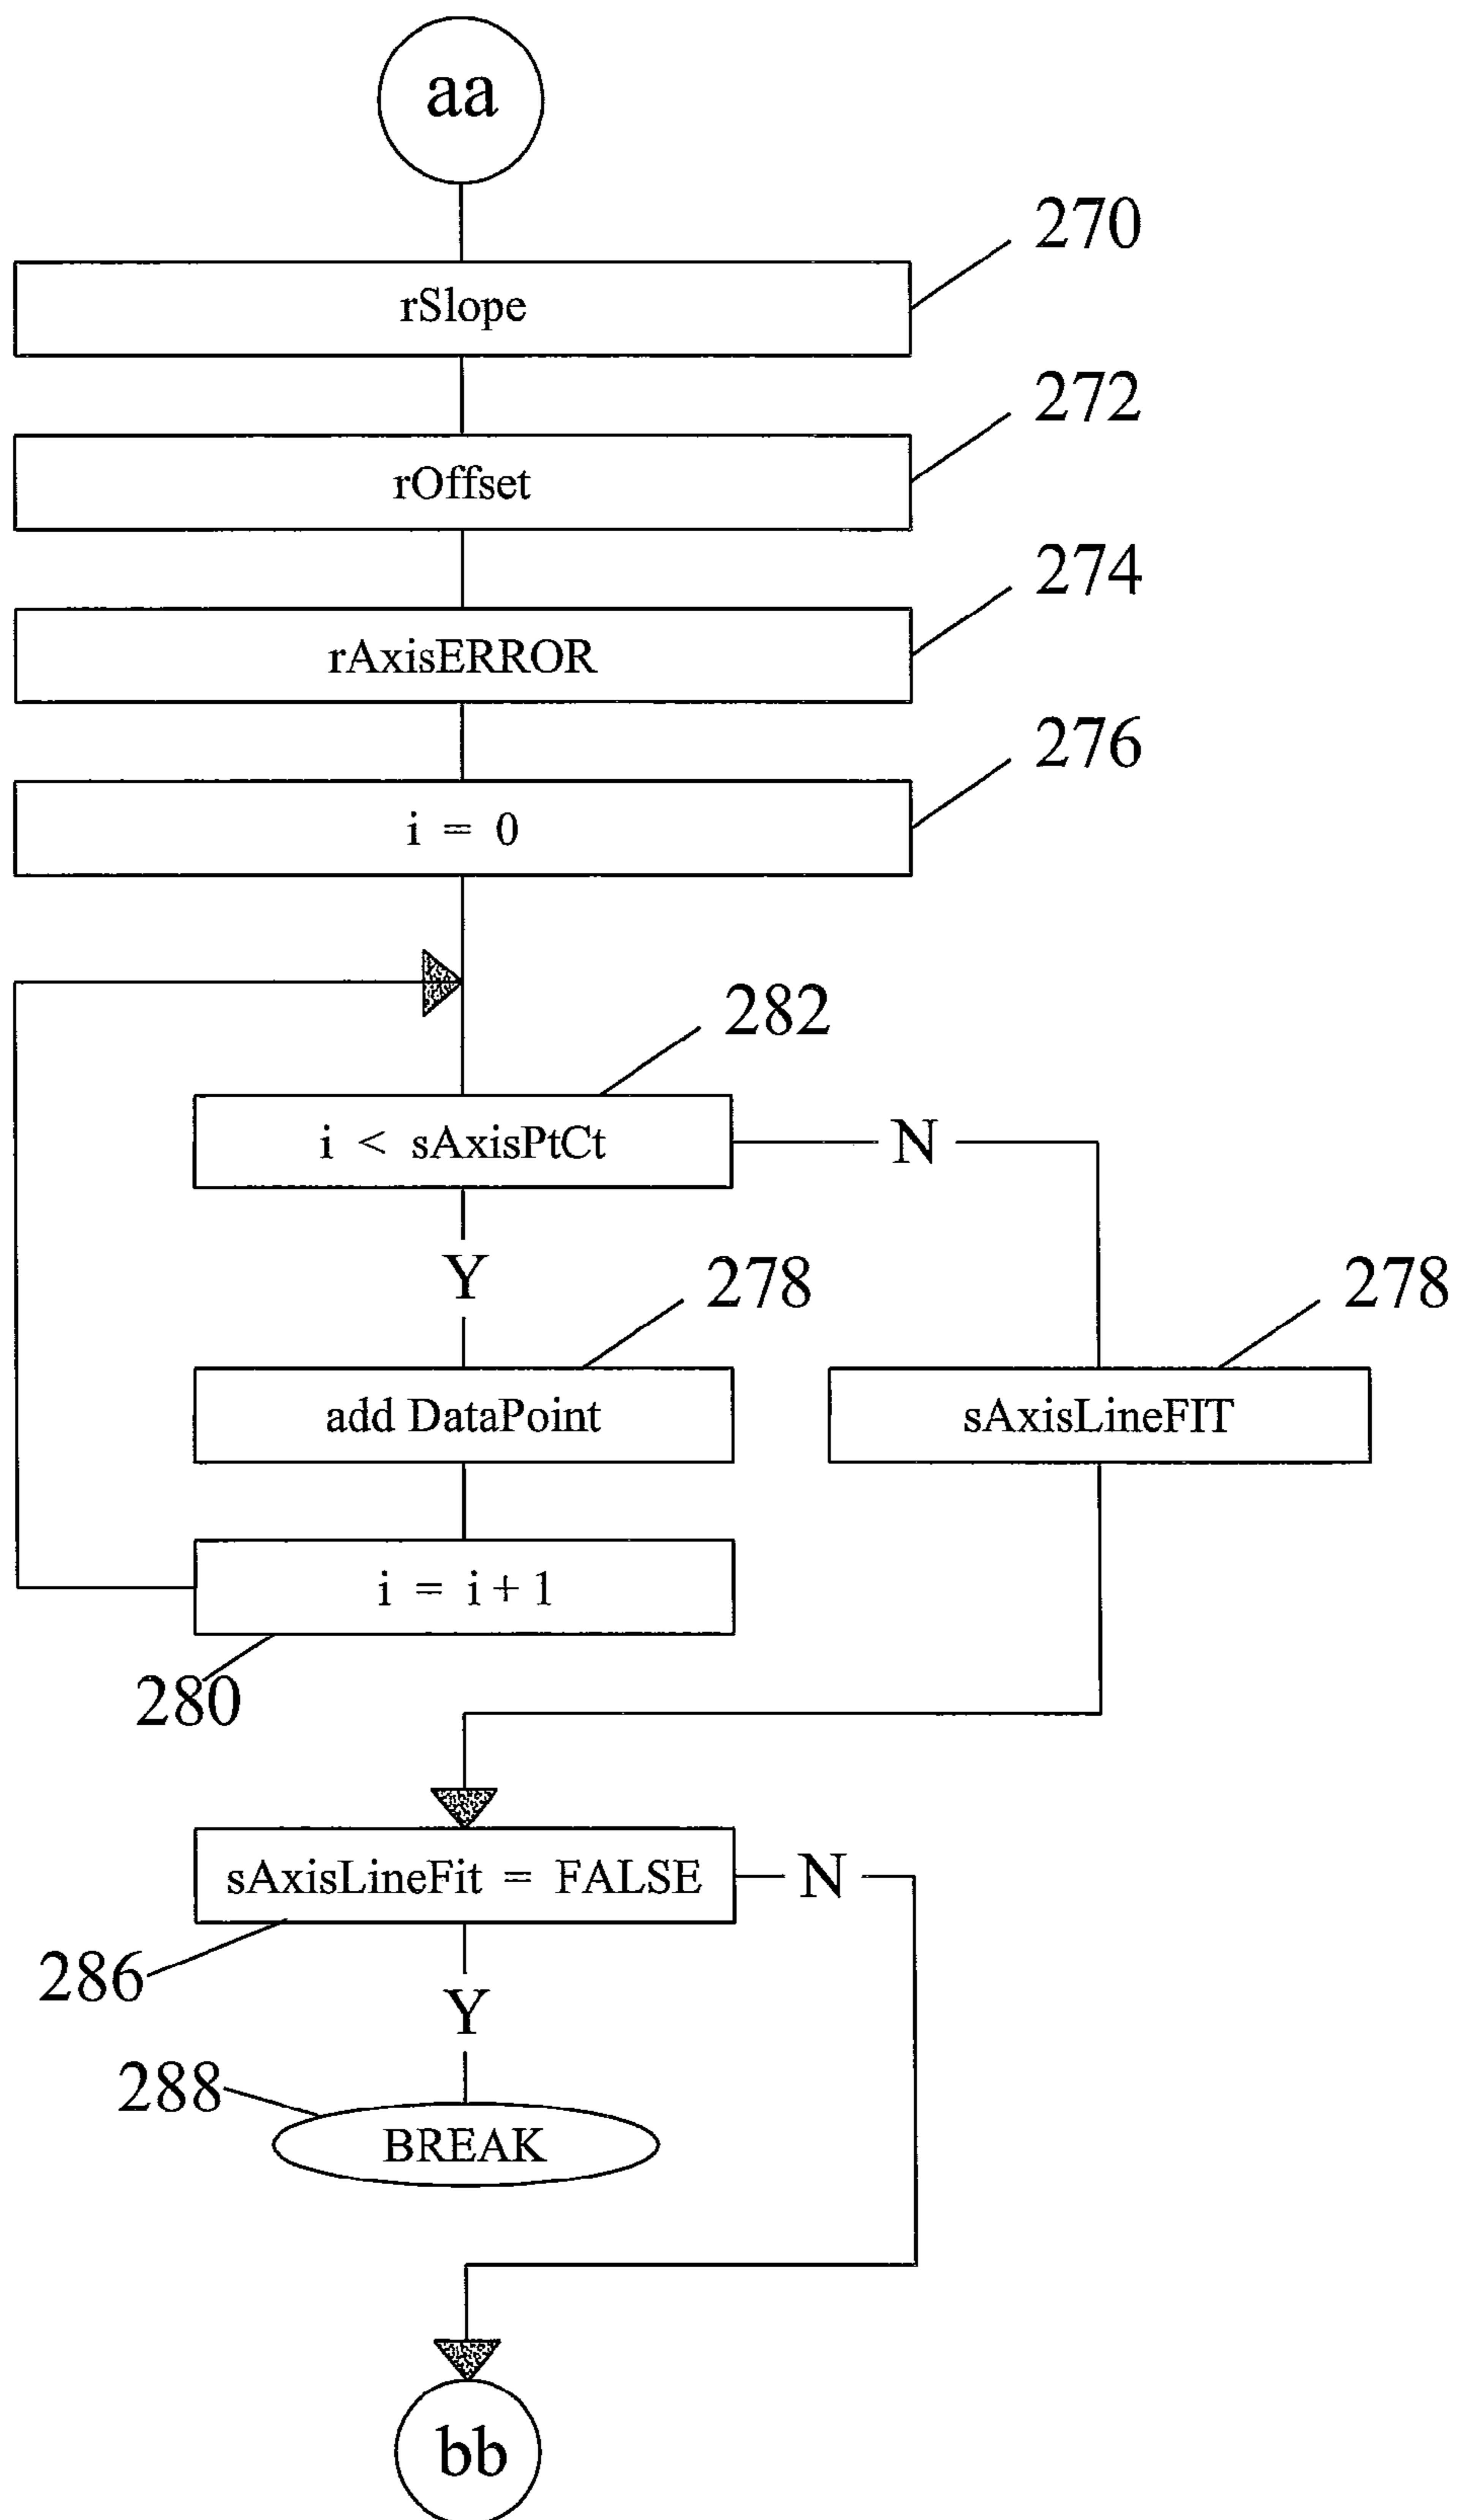 aa
270
rSlope
272
rOffset
274
rAxisERROR
276
i = 0
282
i < sAxisPtCt
N
Y
278
278
add DataPoint
sAxisLineFIT
i = i + 1
280
sAxisLineFit = FALSE
N
286
Y
288
BREAK
bb